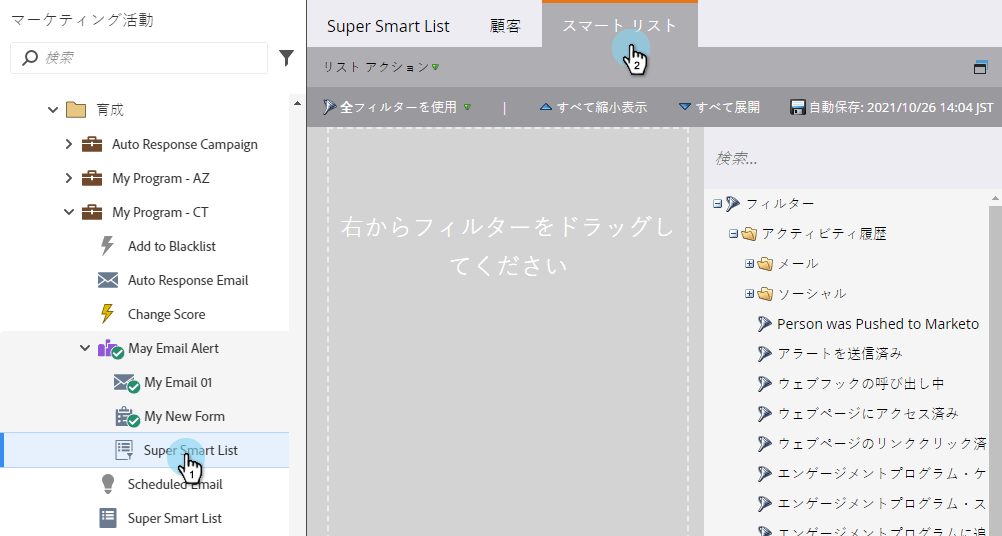 マーケティング活動
検索
育成
Auto Response Campaign
My Program - AZ
My Program - CT
Add to Blacklist
Auto Response Email
Change Score
May Email Alert
My Email 01
My New Form
Super Smart List
1
Scheduled Email
Super Smart List
Super Smart List
顧客
スマート リスト
2
リスト アクション
全フィルターを使用
|
すべて縮小表示
すべて展開
自動保存: 2021/10/26 14:04 JST
右からフィルターをドラッグし
てください
検索...
フィルター
アクティビティ履歴
メール
ソーシャル
Person was Pushed to Marketo
アラートを送信済み
ウェブフックの呼び出し中
ウェブページにアクセス済み
ウェブページのリンククリック済
エンゲージメントプログラム・ケ
エンゲージメントプログラム・ス
エンゲージメントプログラムに追